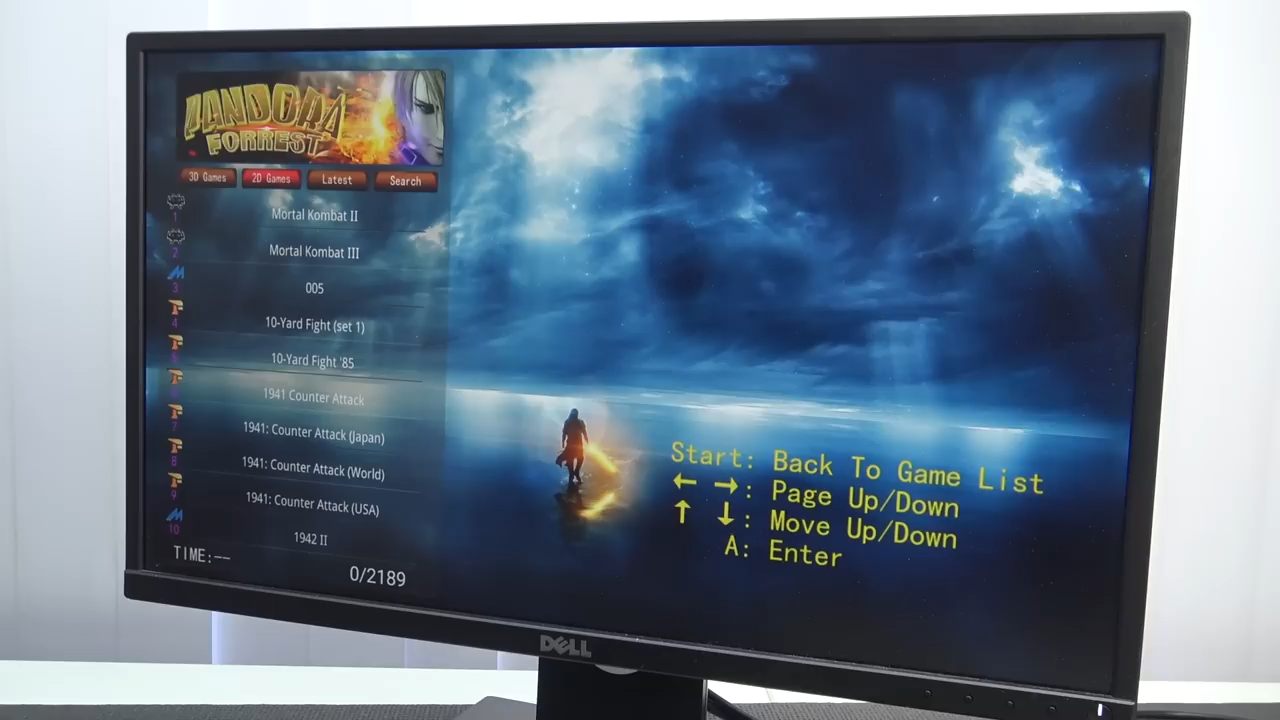 PANDORA
FORREST
3D Games 2D Games Latest Search
1 Mortal Kombat II
2 Mortal Kombat III
3 005
4 10-Yard Fight (set 1)
5 10-Yard Fight '85
6 1941 Counter Attack
7 1941: Counter Attack (Japan)
8 1941: Counter Attack (World)
9 1941: Counter Attack (USA)
10 1942 II
TIME:-- 0/2189
Start: Back To Game List
← →: Page Up/Down
↑ ↓: Move Up/Down
A: Enter
DELL